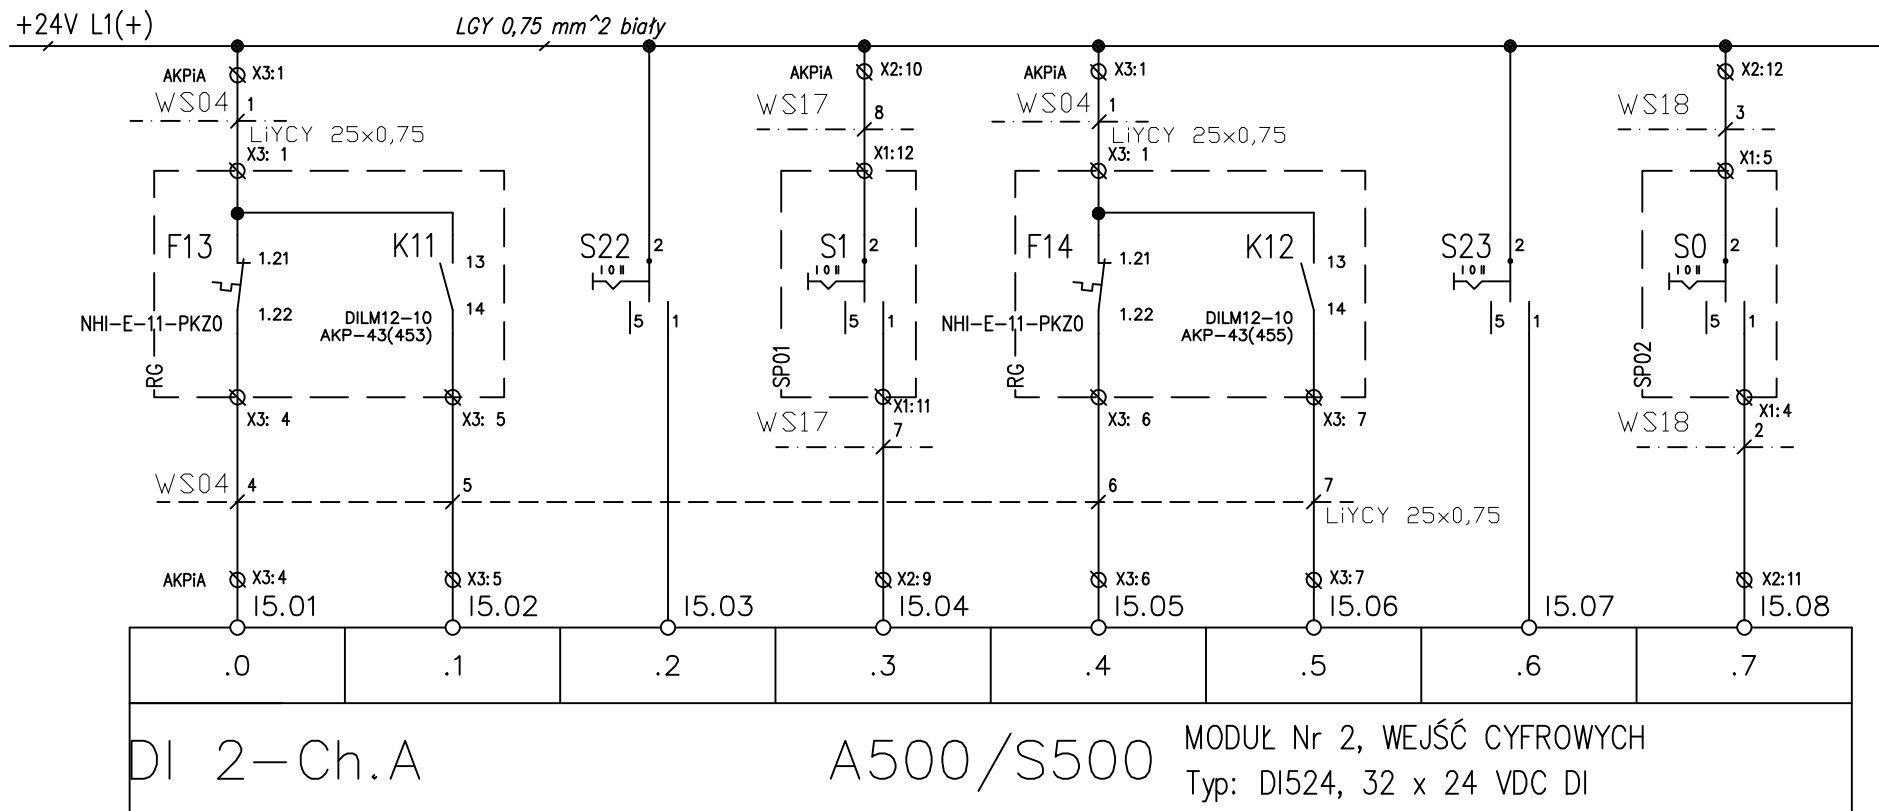 +24V L1(+)
LGY 0,75 mm^2 biały
AKPiA X3:1
AKPiA X2:10
AKPiA X3:1
X2:12
WS04 1
WS17 8
WS04 1
WS18 3
LiYCY 25x0,75
LiYCY 25x0,75
X3: 1
X1:12
X3: 1
X1:5
F13 1.21
K11 13
S22 2
S1 2
F14 1.21
K12 13
S23 2
S0 2
I O II
I O II
I O II
I O II
NHI-E-11-PKZ0 1.22
DILM12-10 14
AKP-43(453)
5 1
5 1
NHI-E-11-PKZ0 1.22
DILM12-10 14
AKP-43(455)
5 1
5 1
RG
SP01
RG
SP02
X3: 4
X3: 5
X1:11
X3: 6
X3: 7
X1:4
WS17 7
WS18 2
WS04 4
5
6
7
LiYCY 25x0,75
AKPiA X3:4
X3:5
X2:9
X3:6
X3:7
X2:11
I5.01
I5.02
I5.03
I5.04
I5.05
I5.06
I5.07
I5.08
.0
.1
.2
.3
.4
.5
.6
.7
DI 2-Ch.A
A500/S500
MODUŁ Nr 2, WEJŚĆ CYFROWYCH
Typ: DI524, 32 x 24 VDC DI